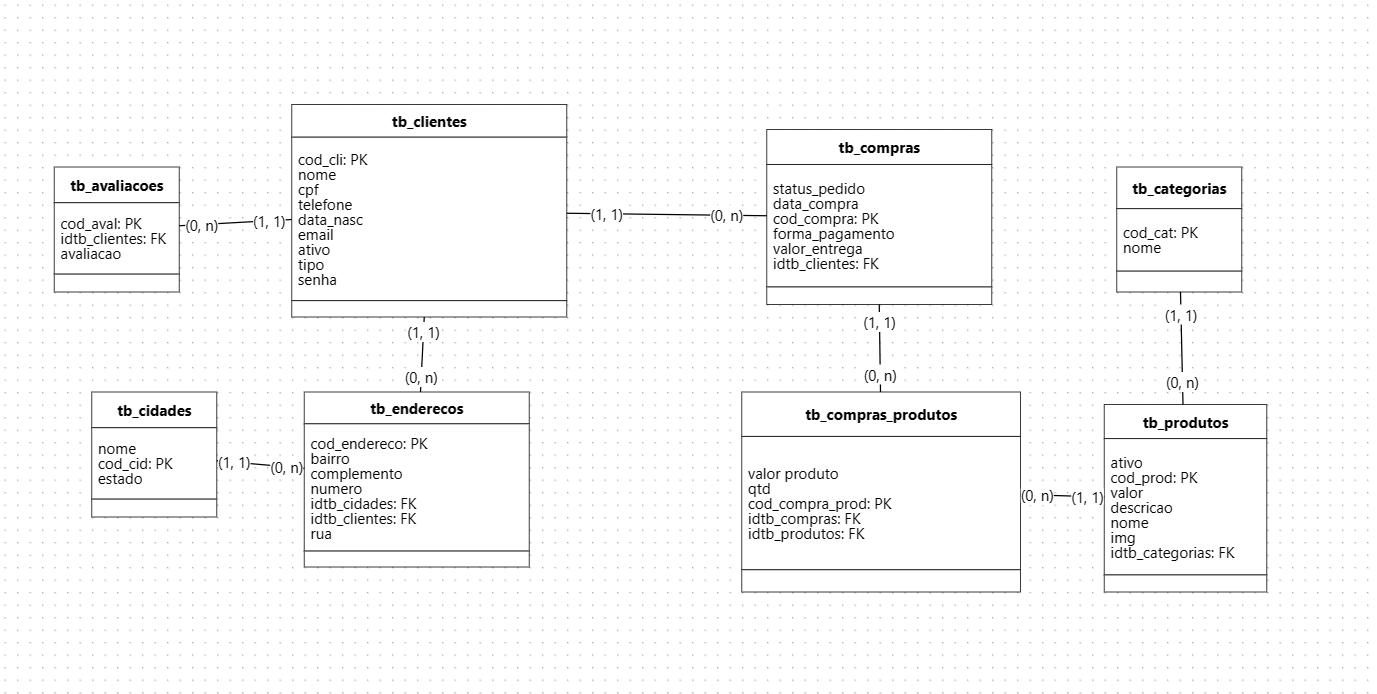 tb_clientes
cod_cli: PK
nome
cpf
telefone
data_nasc
email
ativo
tipo
senha
tb_compras
status_pedido
data_compra
cod_compra: PK
forma_pagamento
valor_entrega
idtb_clientes: FK
tb_avaliacoes
cod_aval: PK
idtb_clientes: FK
avaliacao
tb_categorias
cod_cat: PK
nome
(0, n)
(1, 1)
(1, 1)
(0, n)
(1, 1)
(0, n)
(1, 1)
(0, n)
(1, 1)
(0, n)
tb_cidades
nome
cod_cid: PK
estado
(1, 1)
(0, n)
tb_enderecos
cod_endereco: PK
bairro
complemento
numero
idtb_cidades: FK
idtb_clientes: FK
rua
tb_compras_produtos
valor produto
qtd
cod_compra_prod: PK
idtb_compras: FK
idtb_produtos: FK
(0, n)
(1, 1)
tb_produtos
ativo
cod_prod: PK
valor
descricao
nome
img
idtb_categorias: FK